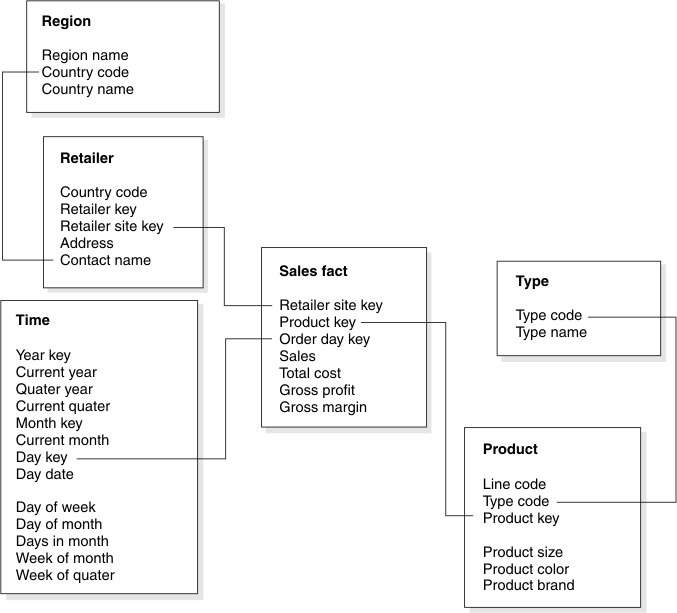 Region
Region name
Country code
Country name
Retailer
Country code
Retailer key
Retailer site key
Address
Contact name
Time
Year key
Current year
Quater year
Current quater
Month key
Current month
Day key
Day date
Day of week
Day of month
Days in month
Week of month
Week of quater
Sales fact
Retailer site key
Product key
Order day key
Sales
Total cost
Gross profit
Gross margin
Type
Type code
Type name
Product
Line code
Type code
Product key
Product size
Product color
Product brand